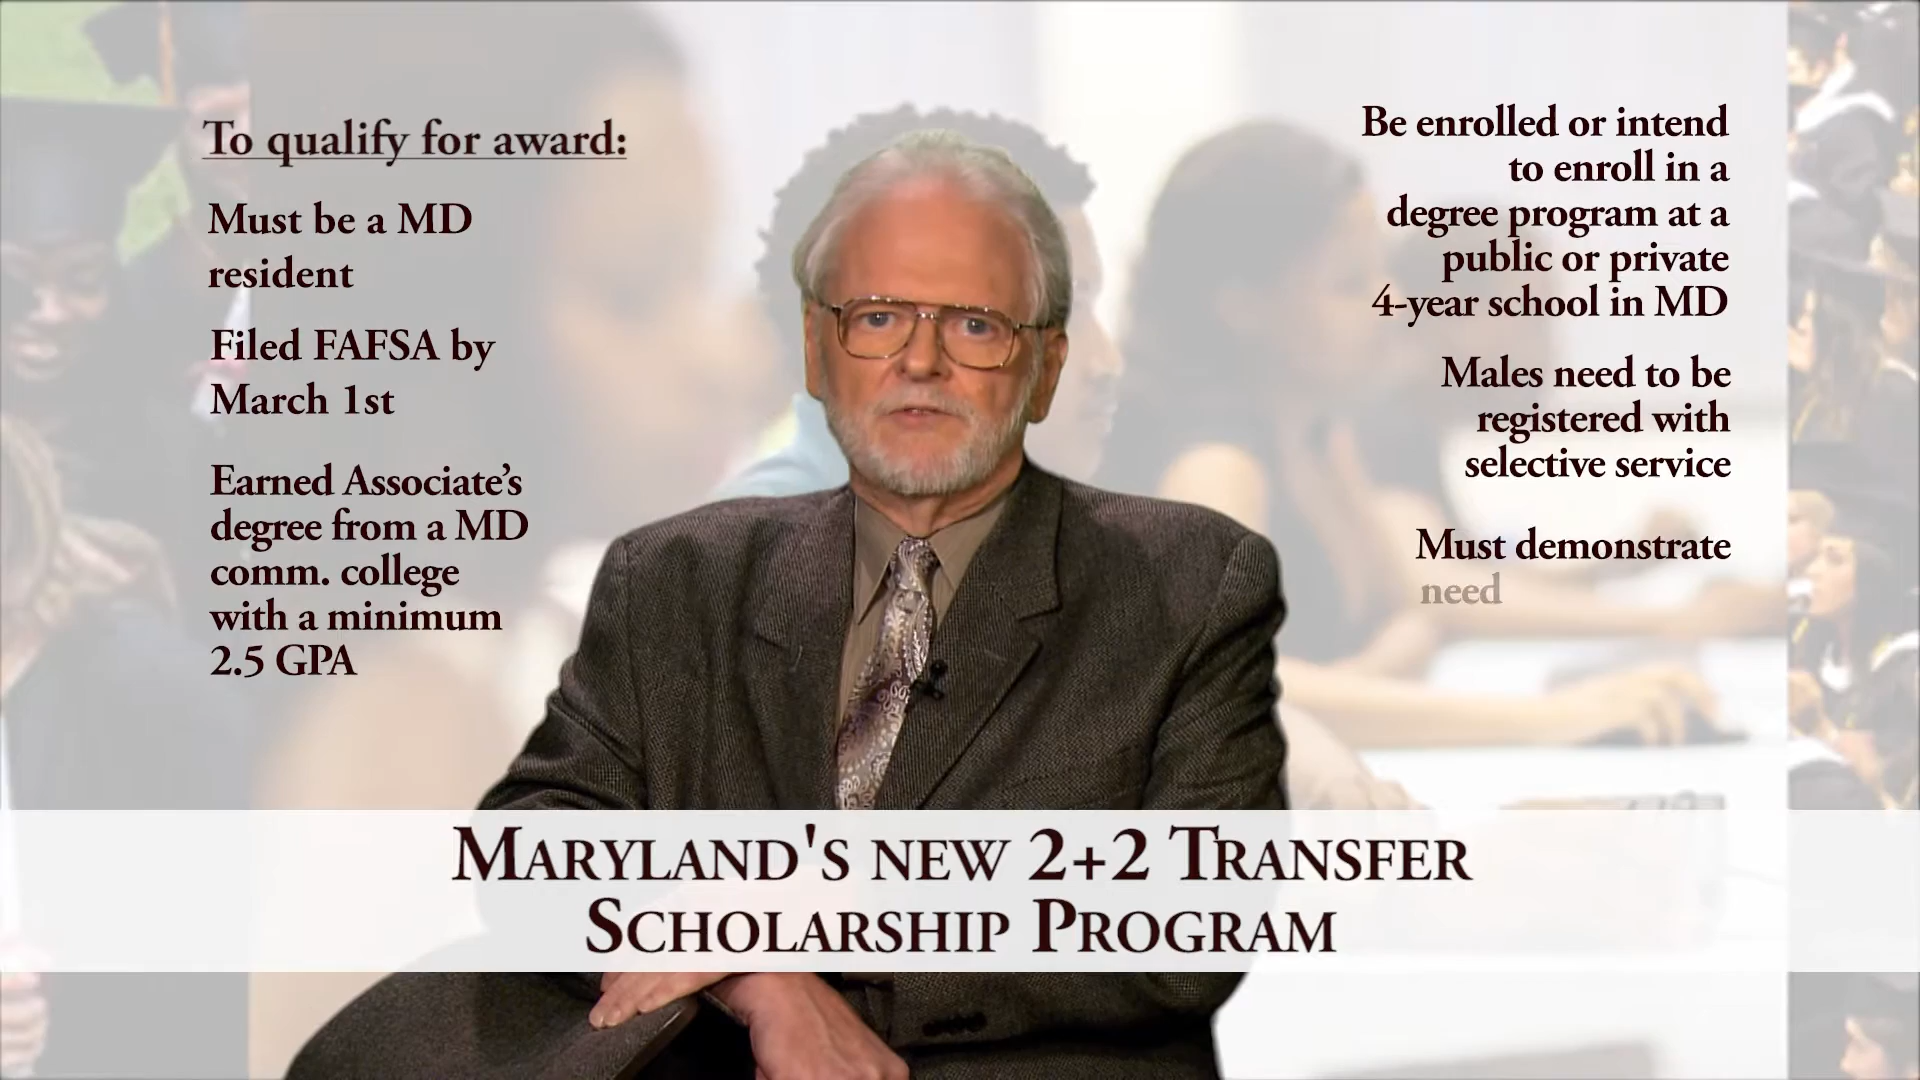 To qualify for award:
Must be a MD
resident
Filed FAFSA by
March 1st
Earned Associate’s
degree from a MD
comm. college
with a minimum
2.5 GPA
Be enrolled or intend
to enroll in a
degree program at a
public or private
4-year school in MD
Males need to be
registered with
selective service
Must demonstrate
need
Maryland's new 2+2 Transfer
Scholarship Program